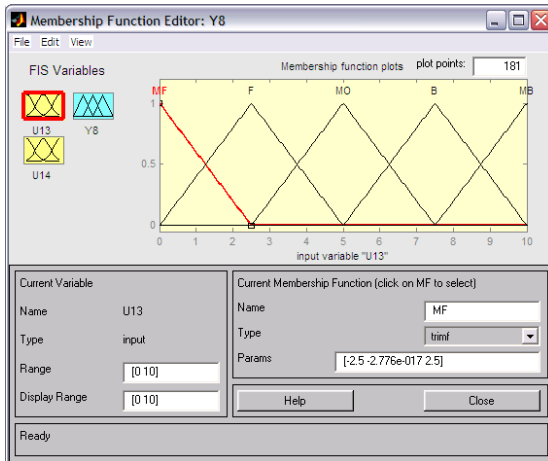 Membership Function Editor: Y8
File Edit View
FIS Variables
U13 Y8
U14
Membership function plots plot points: 181
MF F MO B MB
1
0.5
0
0 1 2 3 4 5 6 7 8 9 10
input variable "U13"
Current Variable
Name U13
Type input
Range [0 10]
Display Range [0 10]
Current Membership Function (click on MF to select)
Name MF
Type trimf
Params [-2.5 -2.776e-017 2.5]
Help Close
Ready